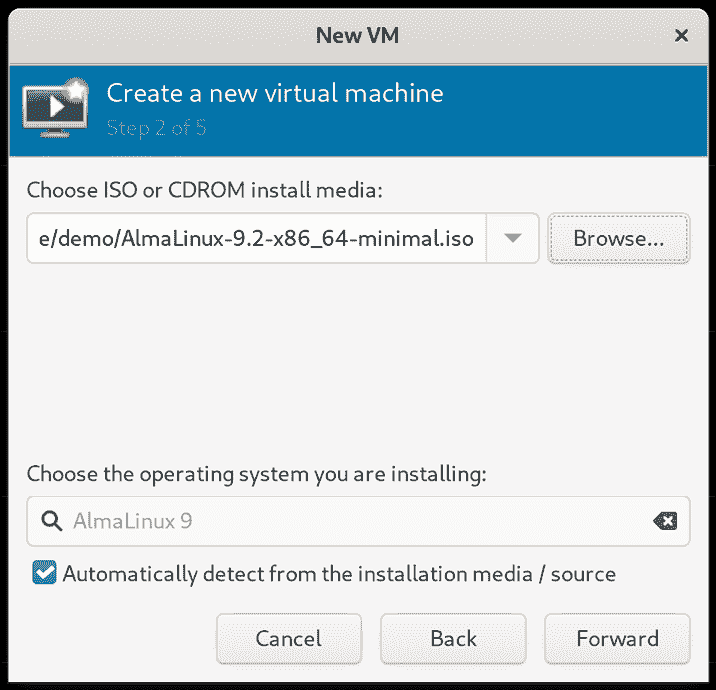 New VM
Create a new virtual machine
Step 2 of 5
Choose ISO or CDROM install media:
e/demo/AlmaLinux-9.2-x86_64-minimal.iso
Browse...
Choose the operating system you are installing:
AlmaLinux 9
Automatically detect from the installation media / source
Cancel Back Forward